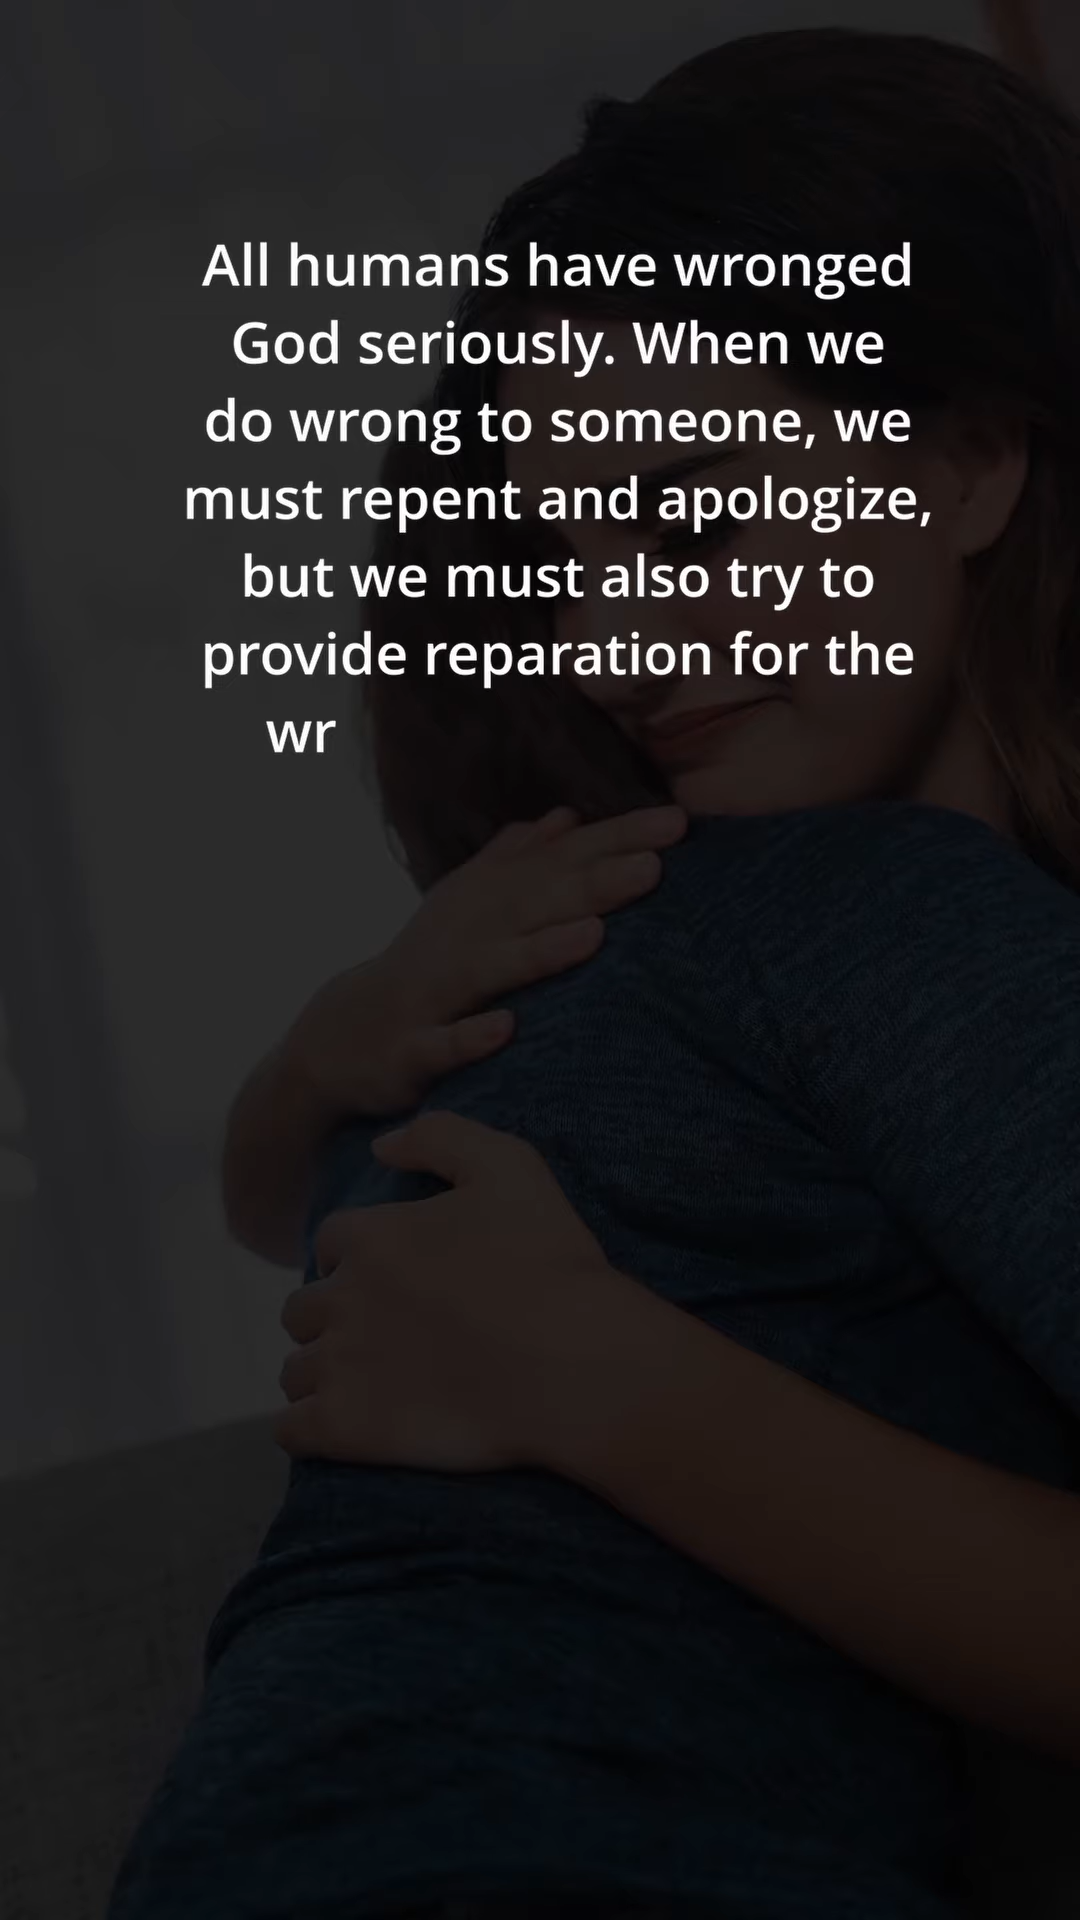 All humans have wronged
God seriously. When we
do wrong to someone, we
must repent and apologize,
but we must also try to
provide reparation for the
wr